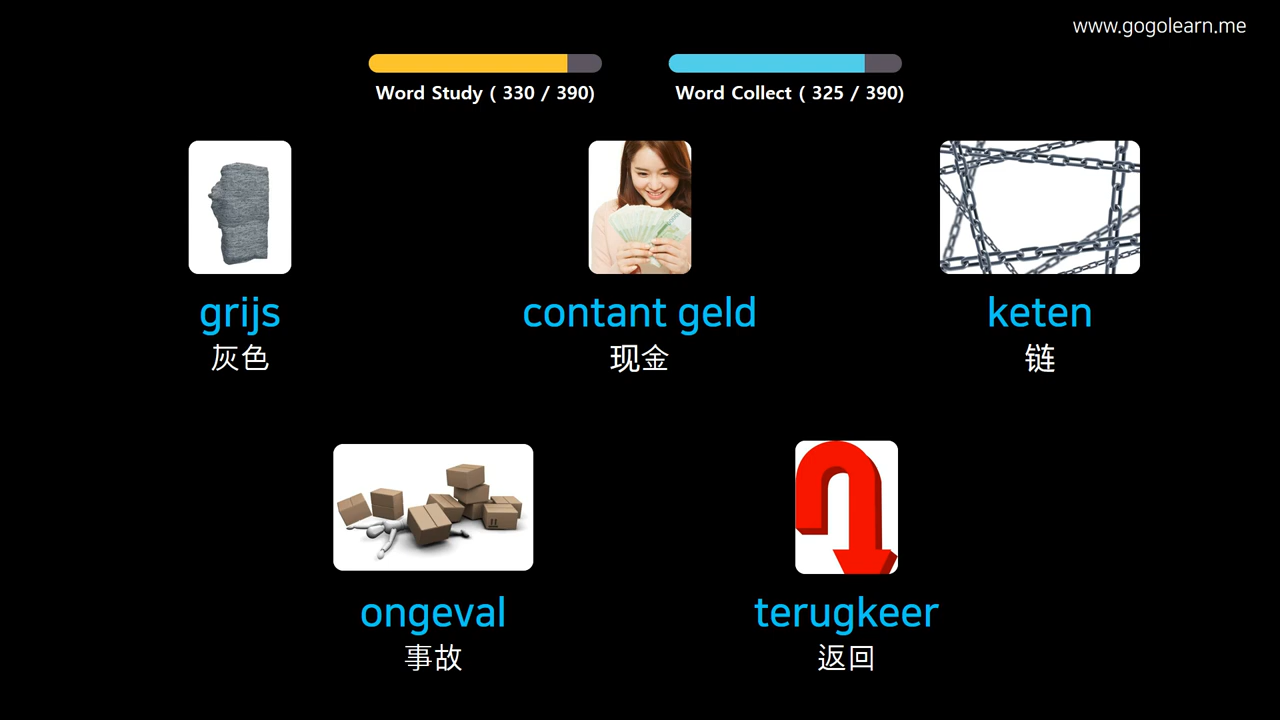 www.gogolearn.me
Word Study ( 330 / 390)
Word Collect ( 325 / 390)
grijs
灰色
contant geld
现金
keten
链
ongeval
事故
terugkeer
返回